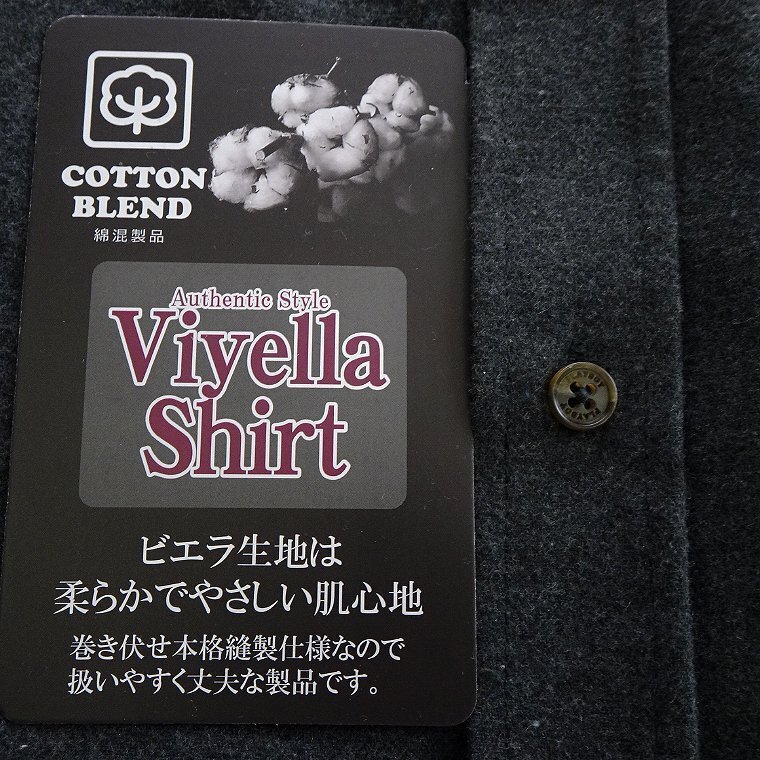 COTTON
BLEND
綿混製品
Authentic Style
Viyella
Shirt
ビエラ生地は
柔らかでやさしい肌心地
巻き伏せ本格縫製仕様なので
扱いやすく丈夫な製品です。
PLAYBOY
PLAYBOY